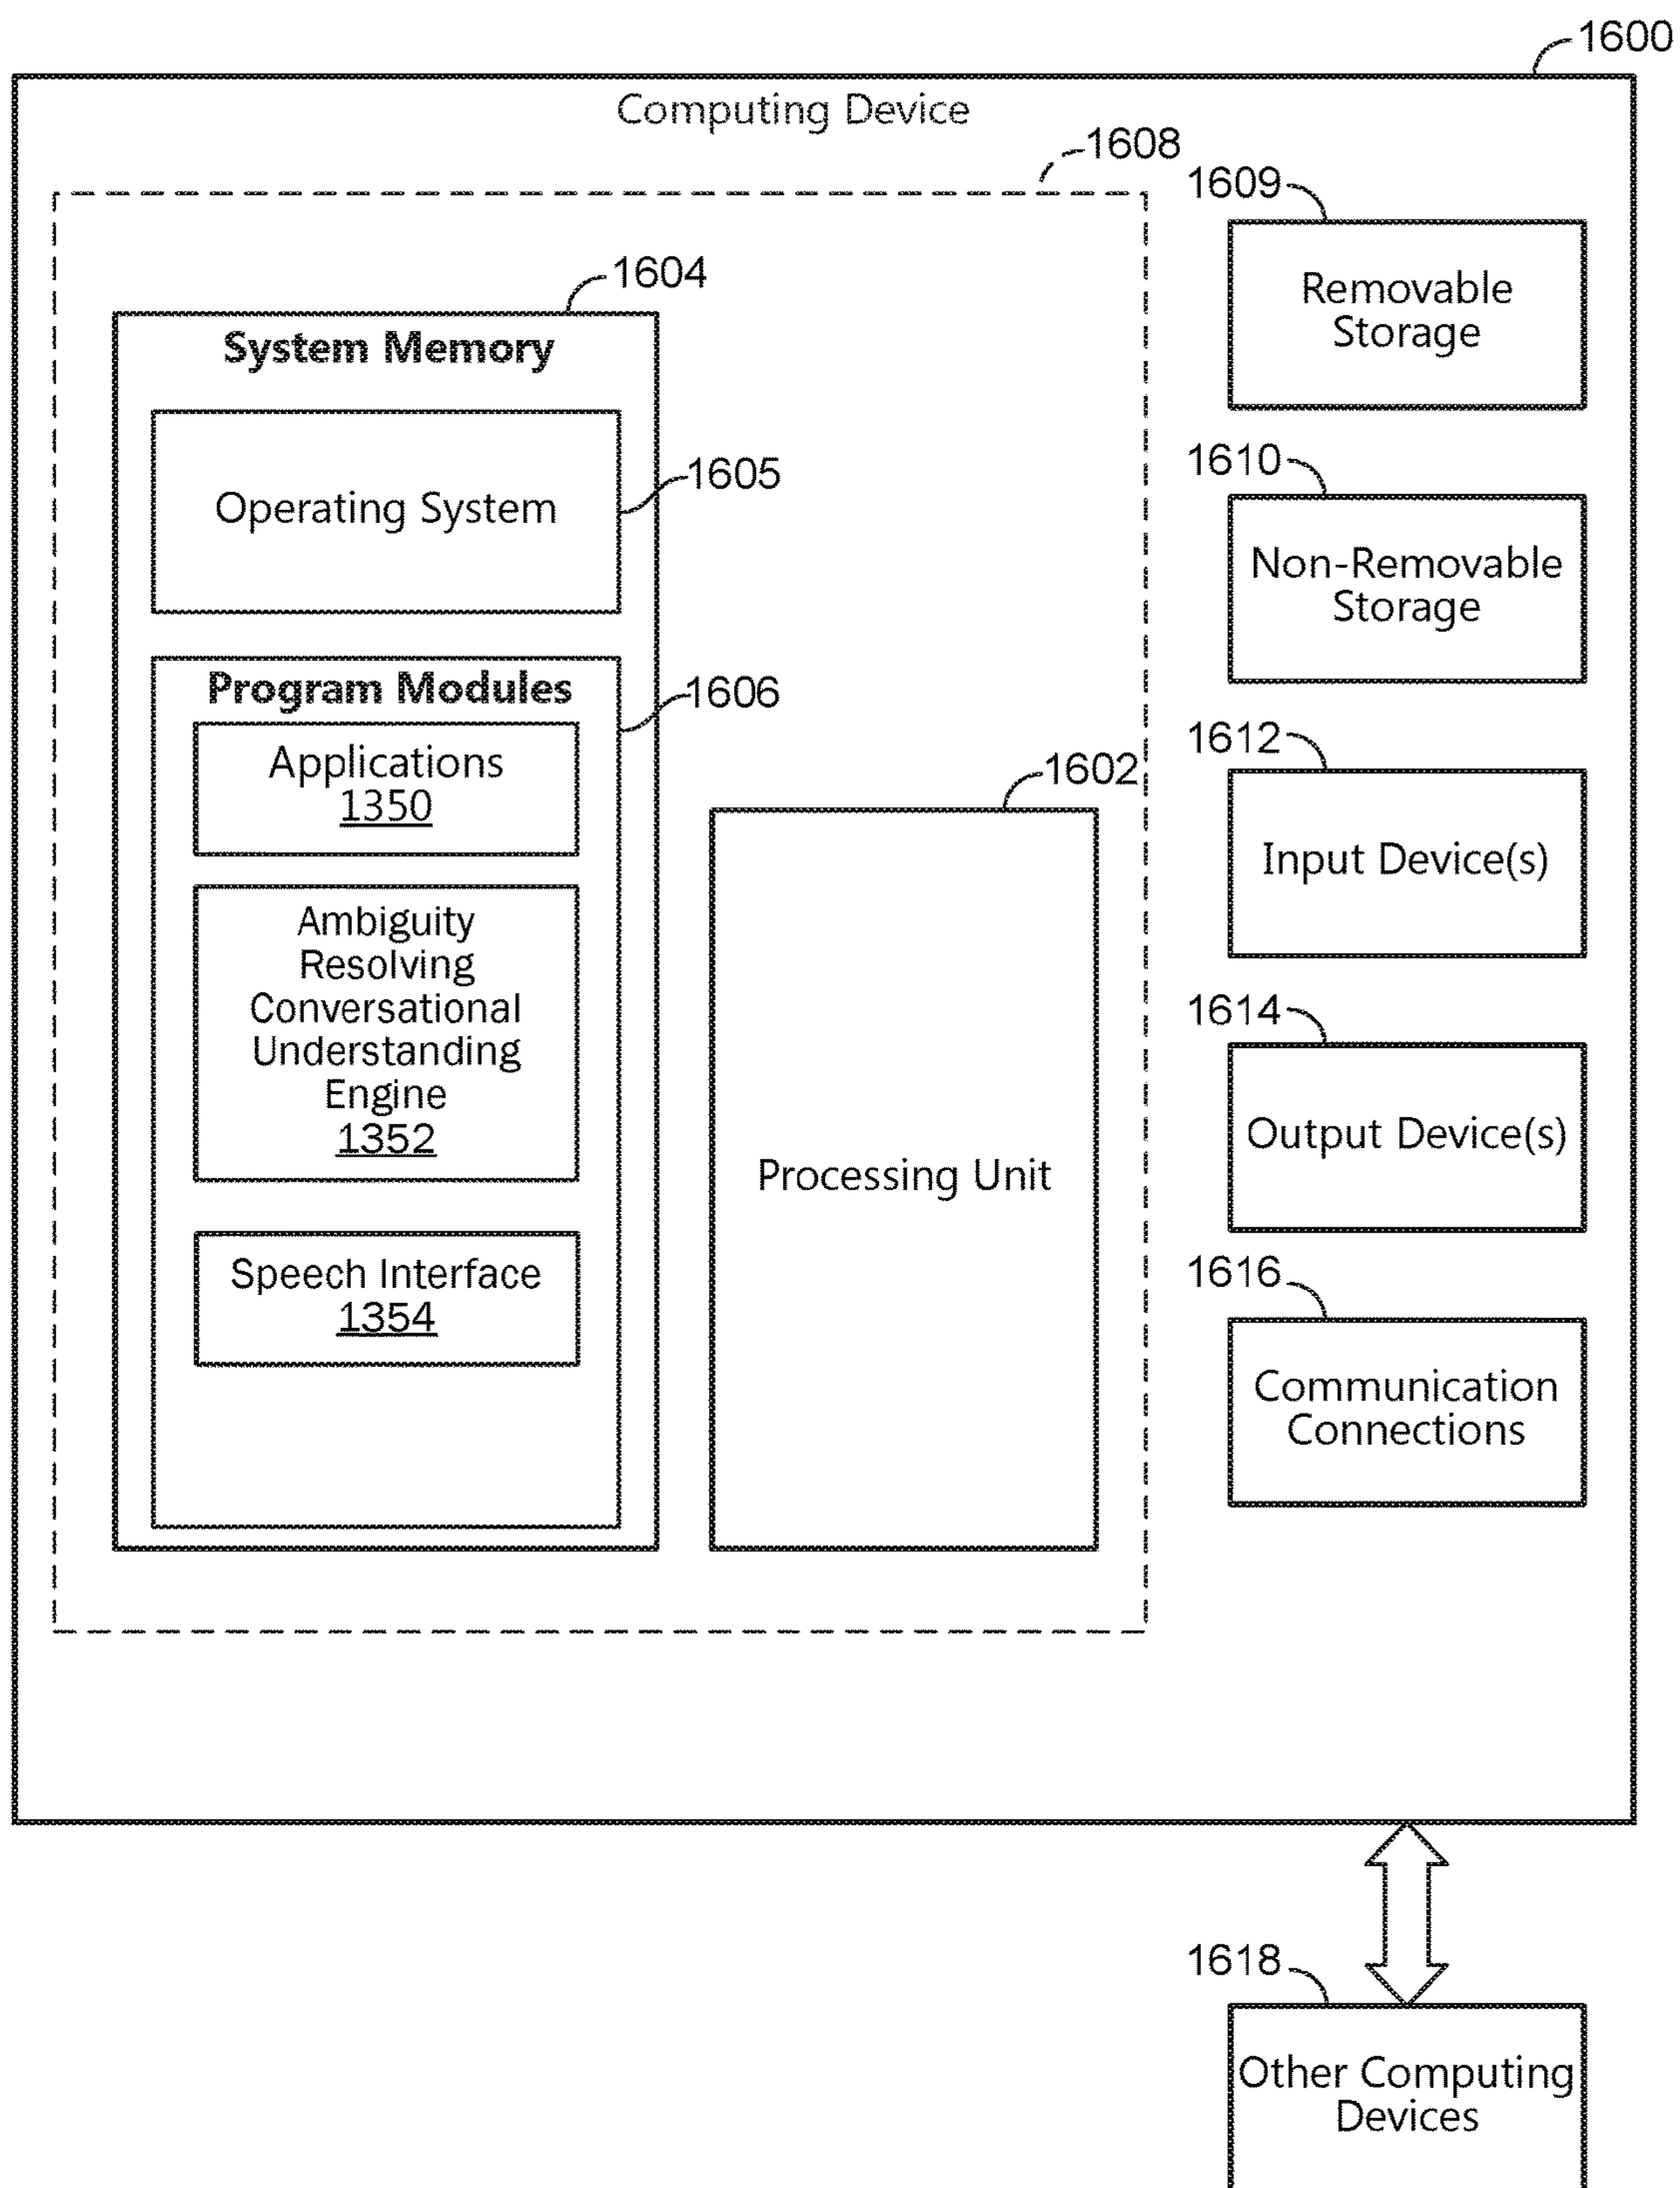 1600
Computing Device
1608
1609
Removable
Storage
1604
System Memory
Operating System
1605
1610
Non-Removable
Storage
Program Modules
1606
Applications
1350
1612
Input Device(s)
1602
Ambiguity
Resolving
Conversational
Understanding
Engine
1352
Processing Unit
1614
Output Device(s)
Speech Interface
1354
1616
Communication
Connections
1618
Other Computing
Devices